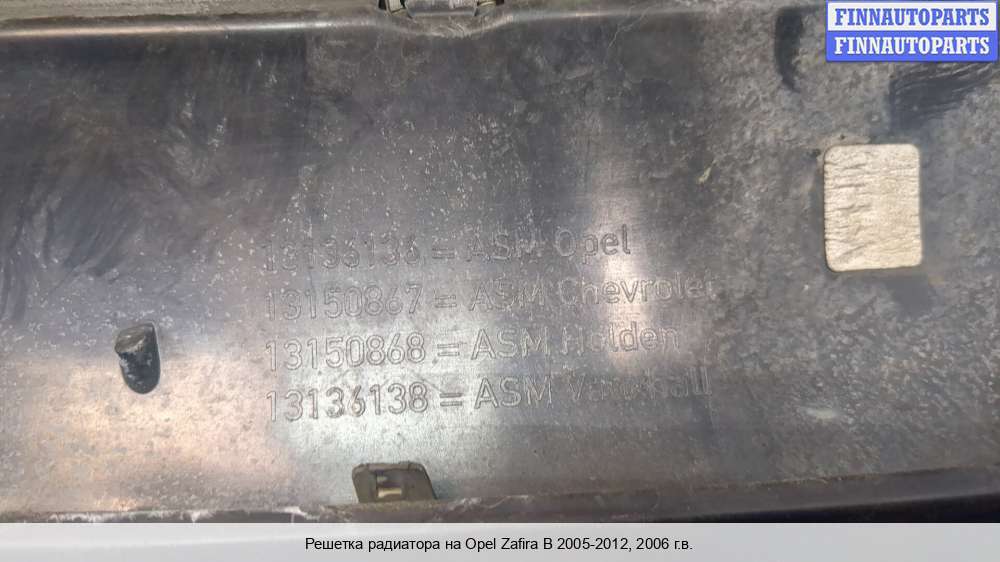 FINNAUTOPARTS
FINNAUTOPARTS
13136136 = ASM Opel
13150867 = ASM Chevrolet
13150868 = ASM Holden
13136138 = ASM Vauxhall
Решетка радиатора на Opel Zafira B 2005-2012, 2006 г.в.